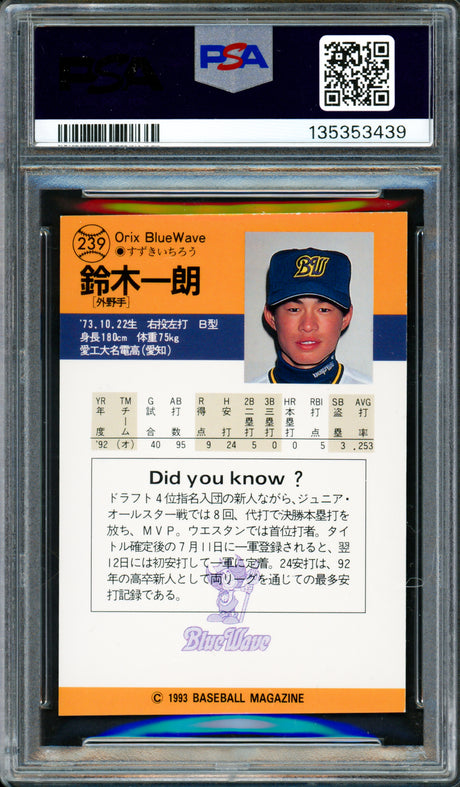 PSA
PSA
PSA
135353439
239
Orix BlueWave
●すずきいちろう
鈴木一朗
[外野手]
'73.10.22生 右投左打 B型
身長180cm 体重75kg
愛工大名電高(愛知)
BW
YR TM G AB R H 2B 3B HR RBI SB AVG
年度 チーム 試合 打数 得点 安打 二塁打 三塁打 本塁打 打点 盗塁 打率
'92 (オ) 40 95 9 24 5 0 0 5 3 .253
Did you know ?
ドラフト4位指名入団の新人ながら、ジュニア・
オールスター戦では8回、代打で決勝本塁打
を放ち、MVP。ウエスタンでは首位打者。タイ
トル確定後の7月11日に一軍登録されると、翌
12日には初安打して一軍に定着。24安打は、92
年の高卒新人として両リーグを通じての最多安
打記録である。
BlueWave
© 1993 BASEBALL MAGAZINE